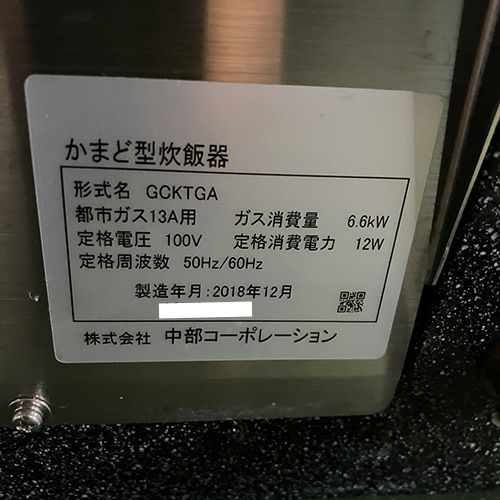 かまど型炊飯器
形式名 GCKTGA
都市ガス13A用 ガス消費量 6.6kW
定格電圧 100V 定格消費電力 12W
定格周波数 50Hz/60Hz
製造年月:2018年12月
株式会社 中部コーポレーション